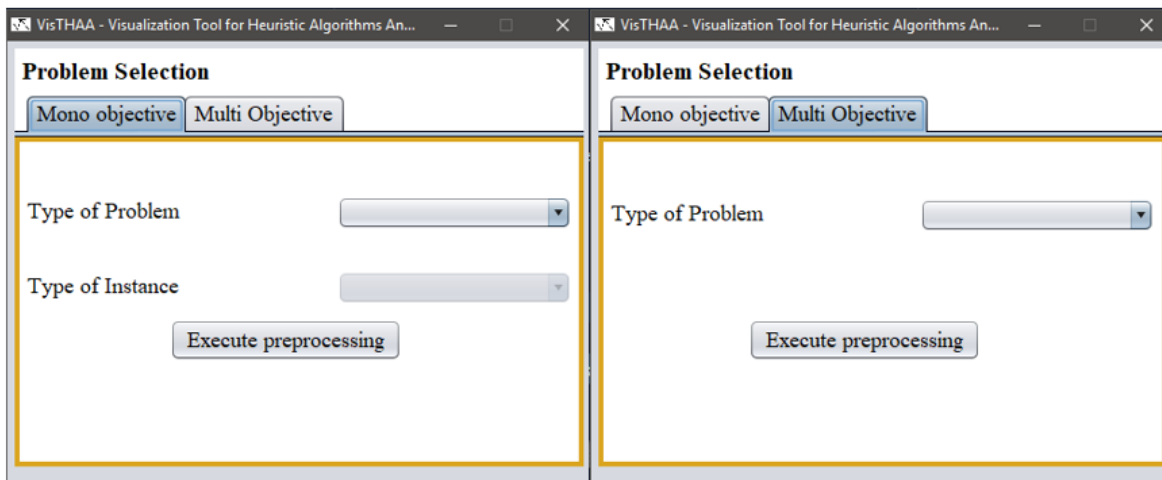 VisTHAA - Visualization Tool for Heuristic Algorithms An...
Problem Selection
Mono objective Multi Objective
Type of Problem
Type of Instance
Execute preprocessing
VisTHAA - Visualization Tool for Heuristic Algorithms An...
Problem Selection
Mono objective Multi Objective
Type of Problem
Execute preprocessing